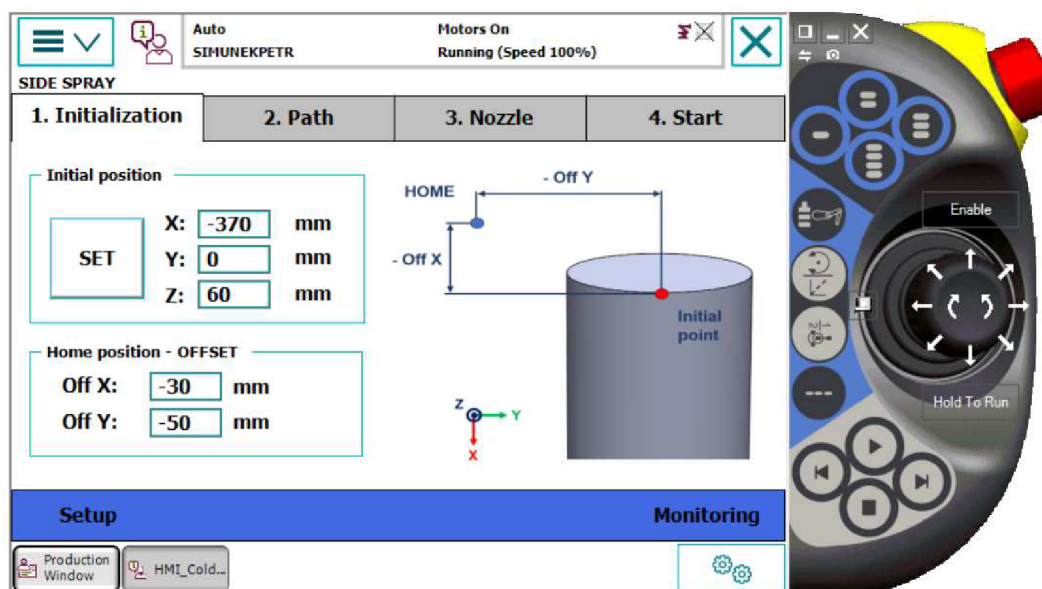 Auto
SIMUNEKPETR
Motors On
Running (Speed 100%)
SIDE SPRAY
1. Initialization
2. Path
3. Nozzle
4. Start
Initial position
SET
X: -370 mm
Y: 0 mm
Z: 60 mm
Home position - OFFSET
Off X: -30 mm
Off Y: -50 mm
HOME
- Off Y
- Off X
Initial
point
Z
Y
X
Setup
Monitoring
Production
Window
HMI_Cold...
Enable
Hold To Run